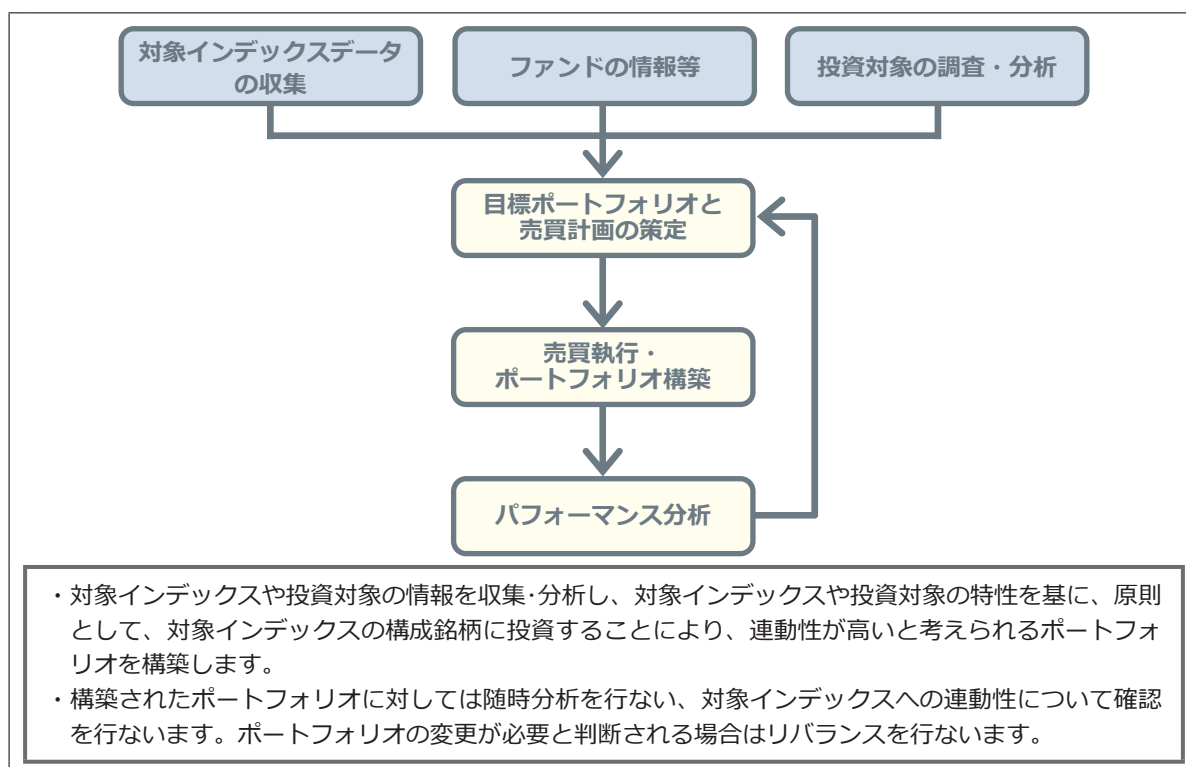 対象インデックスデータ
の収集
ファンドの情報等
投資対象の調査・分析
目標ポートフォリオと
売買計画の策定
売買執行・
ポートフォリオ構築
パフォーマンス分析
・対象インデックスや投資対象の情報を収集･分析し、対象インデックスや投資対象の特性を基に、原則
として、対象インデックスの構成銘柄に投資することにより、連動性が高いと考えられるポートフォ
リオを構築します。
・構築されたポートフォリオに対しては随時分析を行ない、対象インデックスへの連動性について確認
を行ないます。ポートフォリオの変更が必要と判断される場合はリバランスを行ないます。